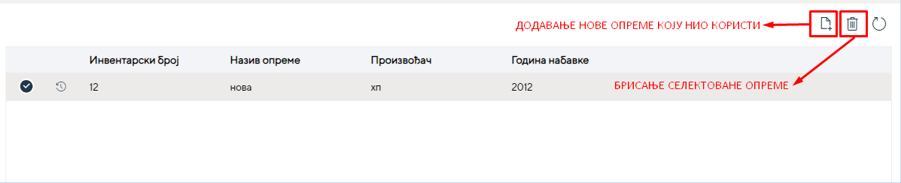 ДОДАВАЊЕ НОВЕ ОПРЕМЕ КОЈУ НИО КОРИСТИ
Инвентарски број Назив опреме Произвођач Година набавке
12 нова хп 2012
БРИСАЊЕ СЕЛЕКТОВАНЕ ОПРЕМЕ